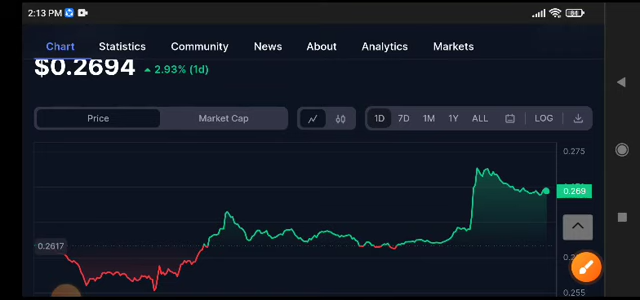 2:13 PM
Chart Statistics Community News About Analytics Markets
$0.2694 2.93% (1d)
Price Market Cap 1D 7D 1M 1Y ALL LOG
0.275
0.269
0.2617
0.255